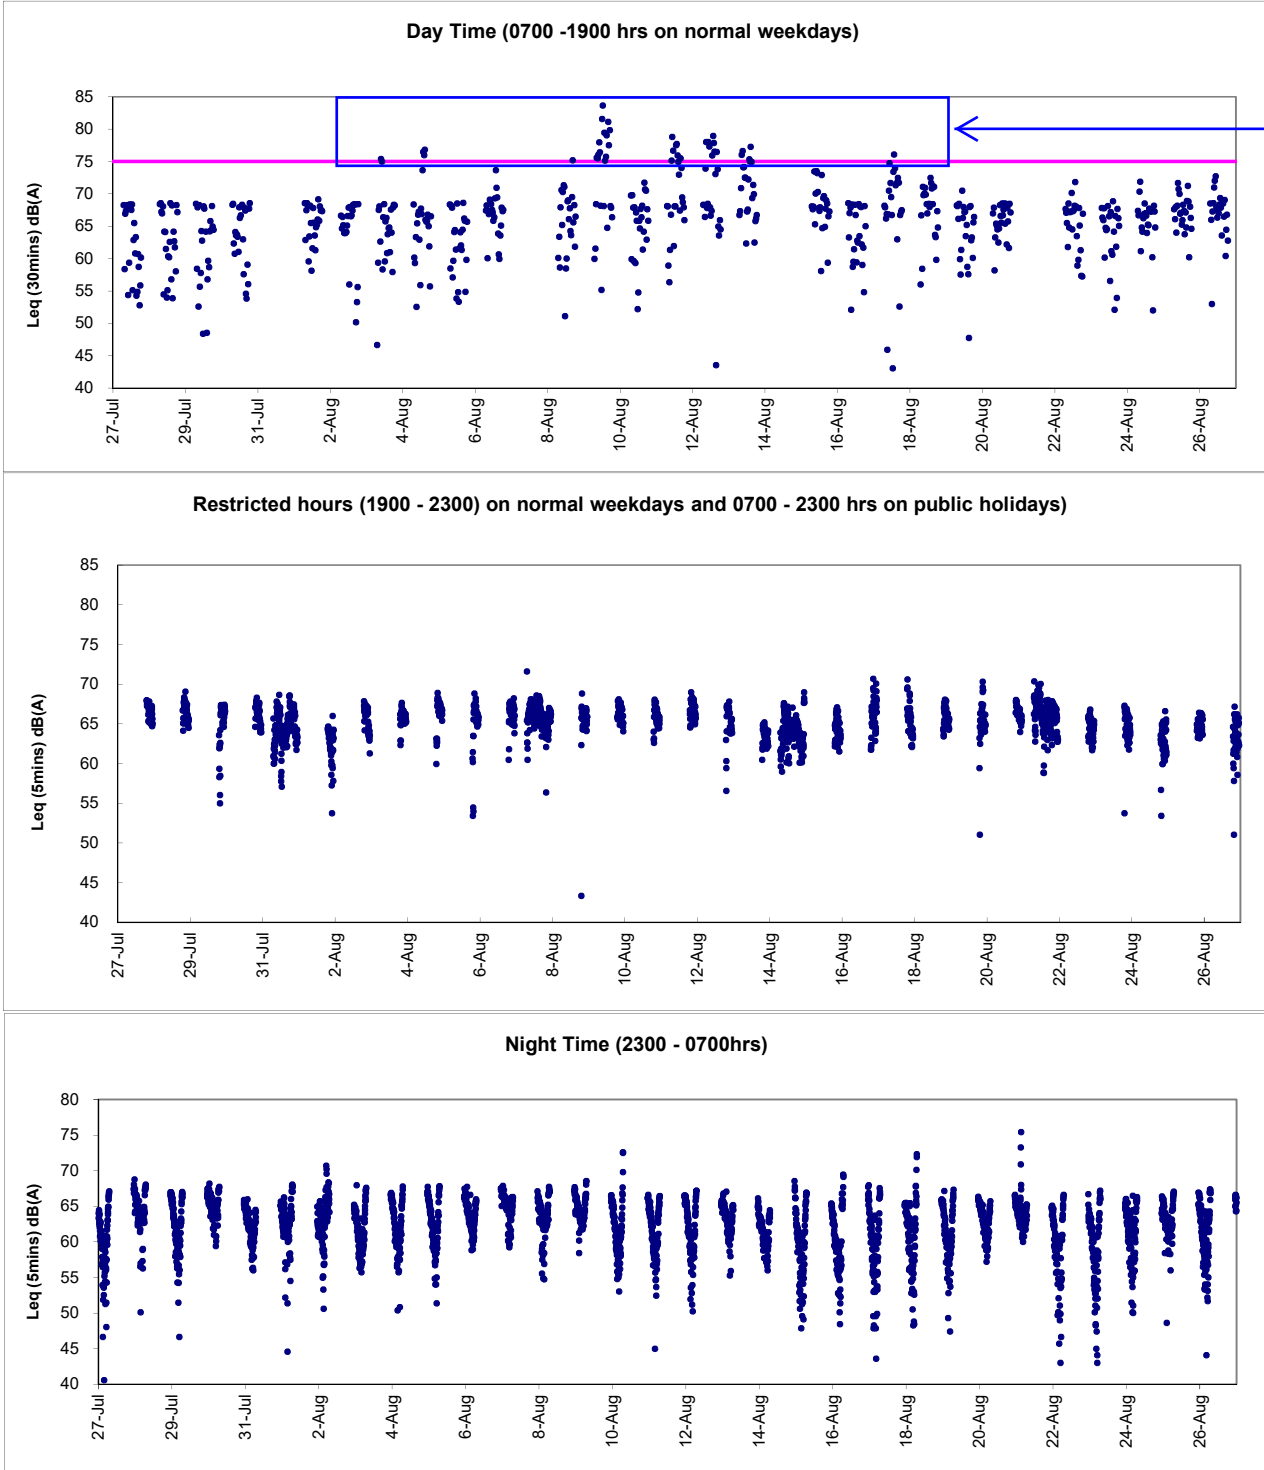 Day Time (0700 -1900 hrs on normal weekdays)
Leq (30mins) dB(A)
85
80
75
70
65
60
55
50
45
40
27-Jul
29-Jul
31-Jul
2-Aug
4-Aug
6-Aug
8-Aug
10-Aug
12-Aug
14-Aug
16-Aug
18-Aug
20-Aug
22-Aug
24-Aug
26-Aug
Restricted hours (1900 - 2300) on normal weekdays and 0700 - 2300 hrs on public holidays)
Leq (5mins) dB(A)
85
80
75
70
65
60
55
50
45
40
27-Jul
29-Jul
31-Jul
2-Aug
4-Aug
6-Aug
8-Aug
10-Aug
12-Aug
14-Aug
16-Aug
18-Aug
20-Aug
22-Aug
24-Aug
26-Aug
Night Time (2300 - 0700hrs)
Leq (5mins) dB(A)
80
75
70
65
60
55
50
45
40
27-Jul
29-Jul
31-Jul
2-Aug
4-Aug
6-Aug
8-Aug
10-Aug
12-Aug
14-Aug
16-Aug
18-Aug
20-Aug
22-Aug
24-Aug
26-Aug